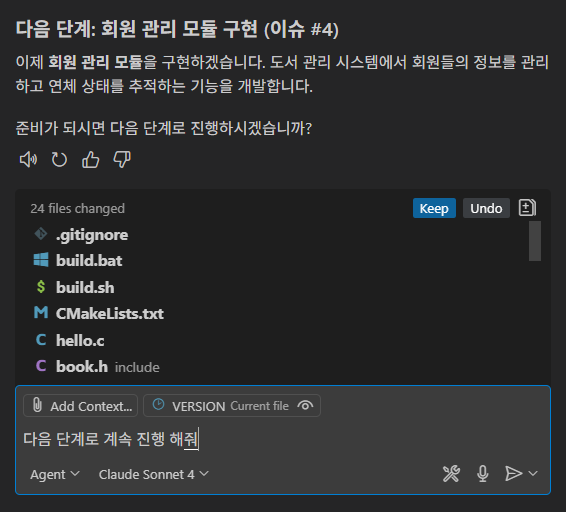 다음 단계: 회원 관리 모듈 구현 (이슈 #4)
이제 회원 관리 모듈을 구현하겠습니다. 도서 관리 시스템에서 회원들의 정보를 관리
하고 연체 상태를 추적하는 기능을 개발합니다.
준비가 되시면 다음 단계로 진행하시겠습니까?
24 files changed Keep Undo
.gitignore
build.bat
$ build.sh
M CMakeLists.txt
C hello.c
C book.h include
Add Context... VERSION Current file
다음 단계로 계속 진행 해줘
Agent Claude Sonnet 4